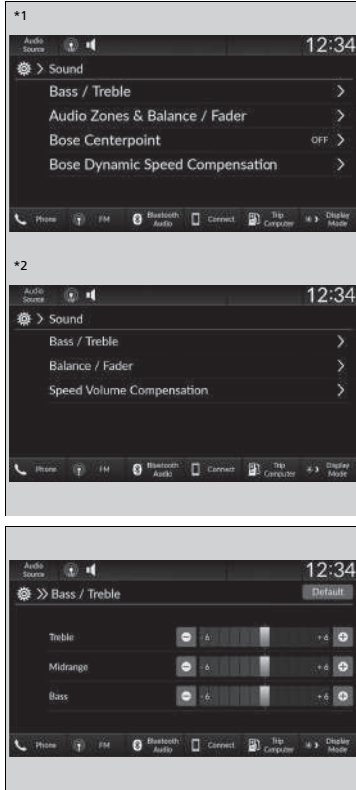 *1
Audio Source 12:34
> Sound
Bass / Treble >
Audio Zones & Balance / Fader >
Bose Centerpoint OFF >
Bose Dynamic Speed Compensation >
Phone FM Bluetooth Audio Connect Trip Computer Display Mode
*2
Audio Source 12:34
> Sound
Bass / Treble >
Balance / Fader >
Speed Volume Compensation >
Phone FM Bluetooth Audio Connect Trip Computer Display Mode
Audio Source 12:34
>> Bass / Treble Default
Treble -6 +6
Midrange -6 +6
Bass -6 +6
Phone FM Bluetooth Audio Connect Trip Computer Display Mode